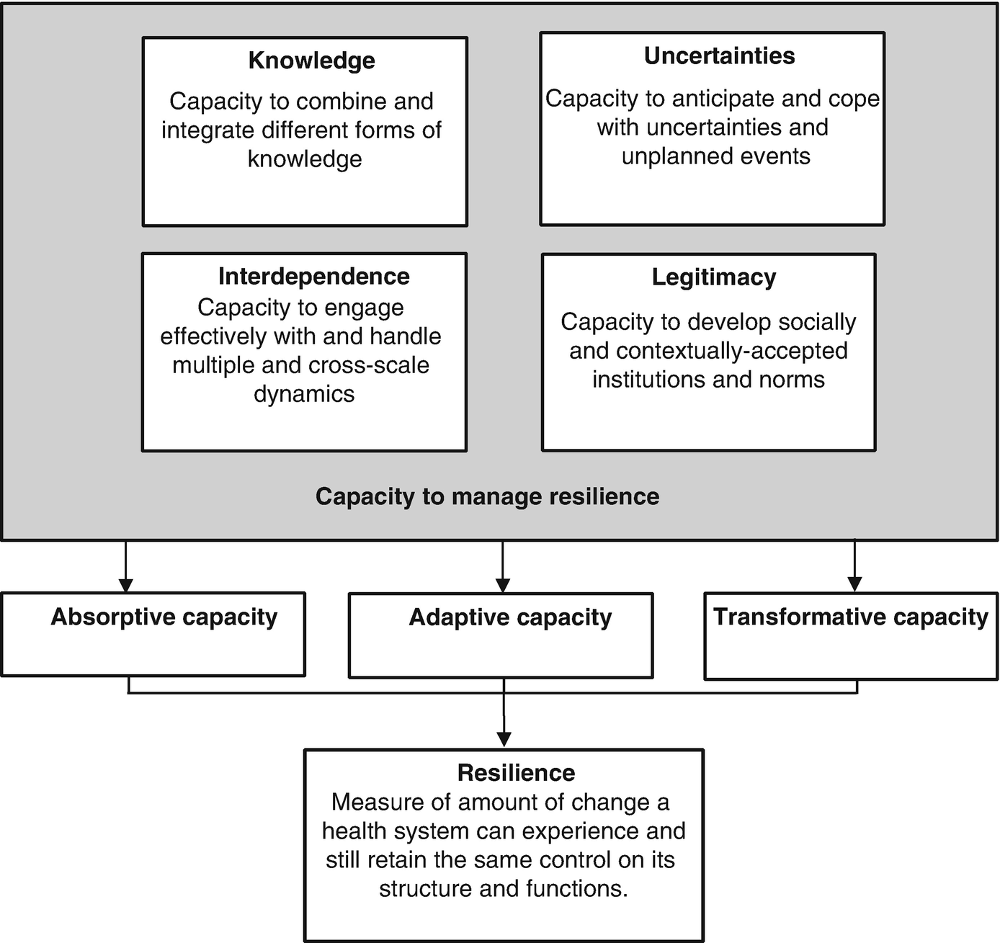 Knowledge
Capacity to combine and
integrate different forms of
knowledge
Uncertainties
Capacity to anticipate and cope
with uncertainties and
unplanned events
Interdependence
Capacity to engage
effectively with and handle
multiple and cross-scale
dynamics
Legitimacy
Capacity to develop socially
and contextually-accepted
institutions and norms
Capacity to manage resilience
Absorptive capacity
Adaptive capacity
Transformative capacity
Resilience
Measure of amount of change a
health system can experience and
still retain the same control on its
structure and functions.